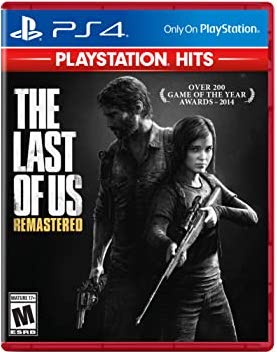 PS4
Only On PlayStation.
PLAYSTATION HITS
OVER 200
GAME OF THE YEAR
AWARDS - 2014
THE
LAST
OF US
REMASTERED
MATURE 17+
M
ESRB